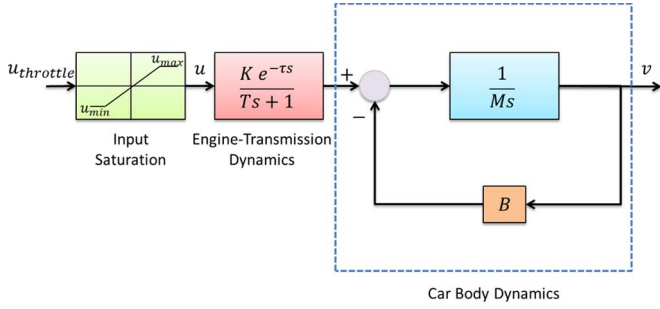 u_throttle
u_max
u_min
u
K e^{-τs}
Ts + 1
+
−
1
Ms
v
B
Input
Saturation
Engine-Transmission
Dynamics
Car Body Dynamics